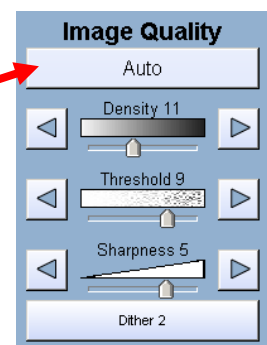 Image Quality
Auto
Density 11
Threshold 9
Sharpness 5
Dither 2